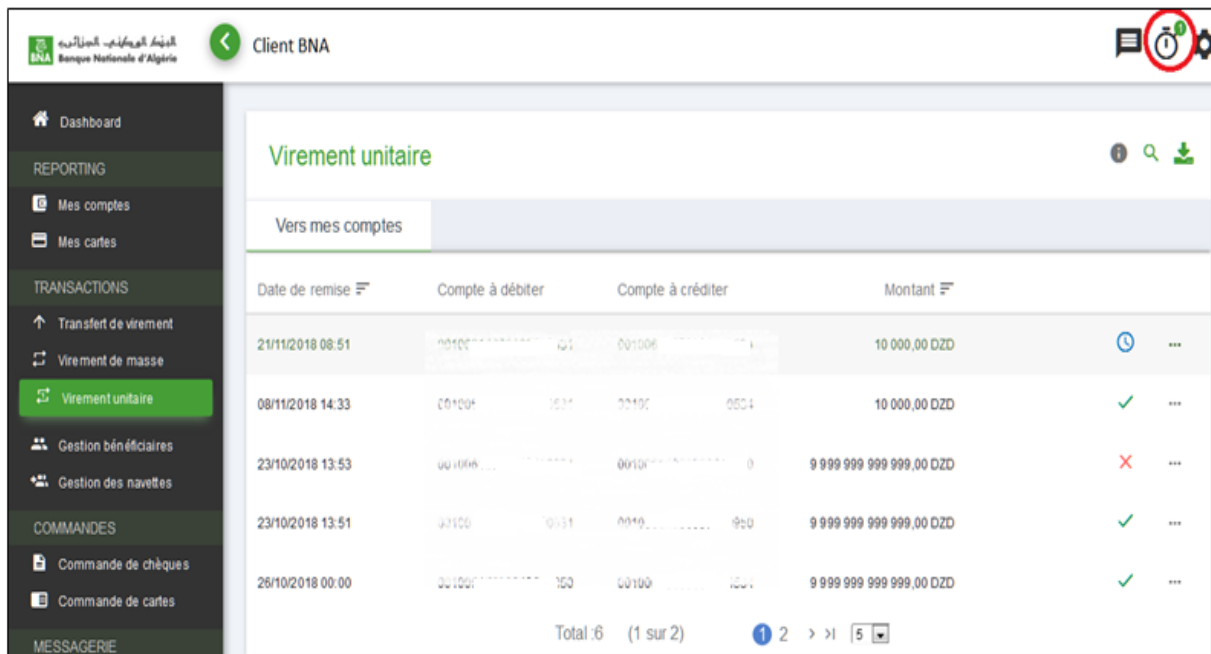 البنك الوطني الجزائري
BNA Banque Nationale d'Algérie
Client BNA
1
Dashboard
REPORTING
Mes comptes
Mes cartes
TRANSACTIONS
Transfert de virement
Virement de masse
Virement unitaire
Gestion bénéficiaires
Gestion des navettes
COMMANDES
Commande de chèques
Commande de cartes
MESSAGERIE
Virement unitaire
Vers mes comptes
Date de remise Compte à débiter Compte à créditer Montant
21/11/2018 08:51 10 000,00 DZD
08/11/2018 14:33 10 000,00 DZD
23/10/2018 13:53 9 999 999 999 999,00 DZD
23/10/2018 13:51 9 999 999 999 999,00 DZD
26/10/2018 00:00 9 999 999 999 999,00 DZD
Total :6 (1 sur 2) 1 2 5